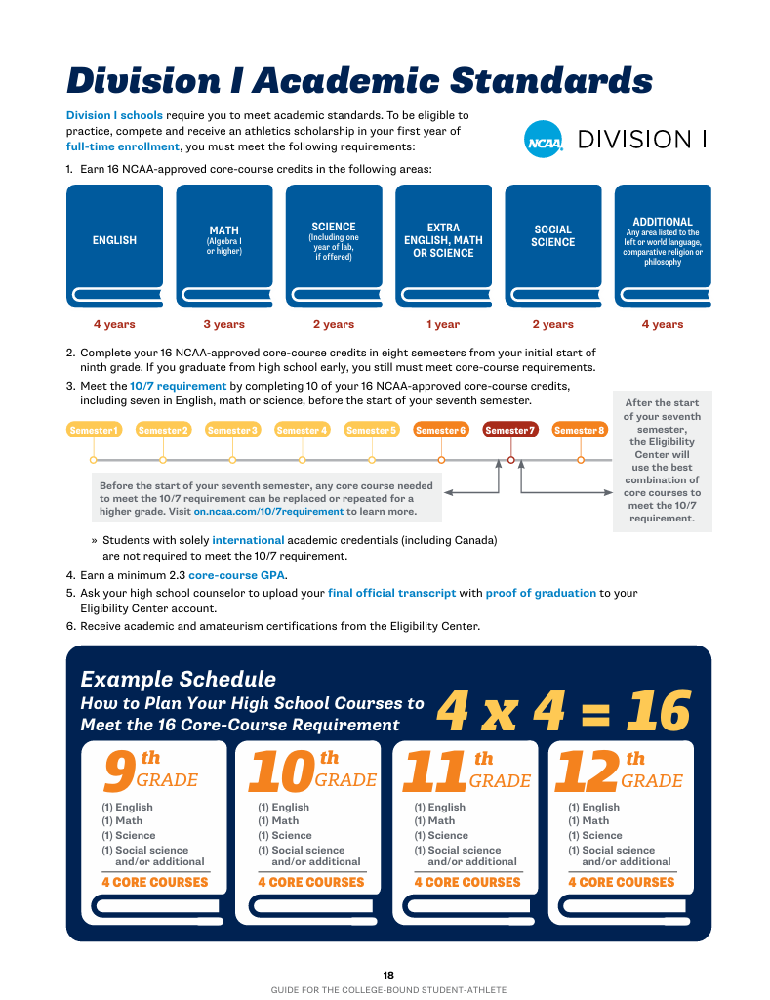 Division I Academic Standards
Division I schools require you to meet academic standards. To be eligible to
practice, compete and receive an athletics scholarship in your first year of
full-time enrollment, you must meet the following requirements:
NCAA
DIVISION I
1. Earn 16 NCAA-approved core-course credits in the following areas:
ENGLISH
4 years
MATH
(Algebra I
or higher)
3 years
SCIENCE
(Including one
year of lab,
if offered)
2 years
EXTRA
ENGLISH, MATH
OR SCIENCE
1 year
SOCIAL
SCIENCE
2 years
ADDITIONAL
Any area listed to the
left or world language,
comparative religion or
philosophy
4 years
2. Complete your 16 NCAA-approved core-course credits in eight semesters from your initial start of
ninth grade. If you graduate from high school early, you still must meet core-course requirements.
3. Meet the 10/7 requirement by completing 10 of your 16 NCAA-approved core-course credits,
including seven in English, math or science, before the start of your seventh semester.
Semester 1
Semester 2
Semester 3
Semester 4
Semester 5
Semester 6
Semester 7
Semester 8
Before the start of your seventh semester, any core course needed
to meet the 10/7 requirement can be replaced or repeated for a
higher grade. Visit on.ncaa.com/10/7requirement to learn more.
After the start
of your seventh
semester,
the Eligibility
Center will
use the best
combination of
core courses to
meet the 10/7
requirement.
» Students with solely international academic credentials (including Canada)
are not required to meet the 10/7 requirement.
4. Earn a minimum 2.3 core-course GPA.
5. Ask your high school counselor to upload your final official transcript with proof of graduation to your
Eligibility Center account.
6. Receive academic and amateurism certifications from the Eligibility Center.
Example Schedule
How to Plan Your High School Courses to
Meet the 16 Core-Course Requirement
4 x 4 = 16
9th GRADE
(1) English
(1) Math
(1) Science
(1) Social science
and/or additional
4 CORE COURSES
10th GRADE
(1) English
(1) Math
(1) Science
(1) Social science
and/or additional
4 CORE COURSES
11th GRADE
(1) English
(1) Math
(1) Science
(1) Social science
and/or additional
4 CORE COURSES
12th GRADE
(1) English
(1) Math
(1) Science
(1) Social science
and/or additional
4 CORE COURSES
18
GUIDE FOR THE COLLEGE-BOUND STUDENT-ATHLETE